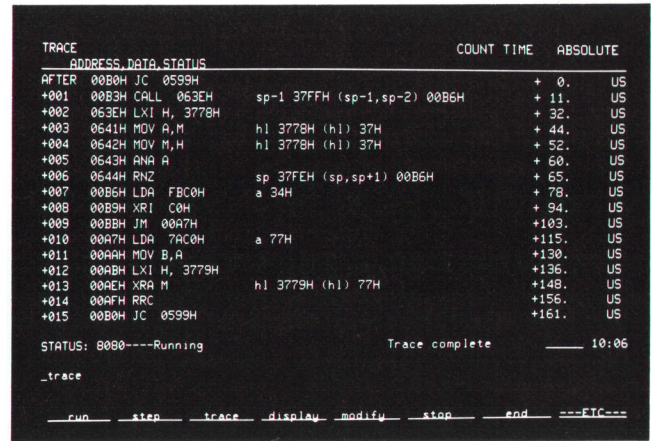 TRACE COUNT TIME ABSOLUTE
ADDRESS,DATA,STATUS
AFTER 00B0H JC 0599H + 0. US
+001 00B3H CALL 063EH sp-1 37FFH (sp-1,sp-2) 00B6H + 11. US
+002 063EH LXI H, 3778H + 32. US
+003 0641H MOV A,M hl 3778H (hl) 37H + 44. US
+004 0642H MOV M,H hl 3778H (hl) 37H + 52. US
+005 0643H ANA A + 60. US
+006 0644H RNZ sp 37FEH (sp,sp+1) 00B6H + 65. US
+007 00B6H LDA FBC0H a 34H + 78. US
+008 00B9H XRI C0H + 94. US
+009 00BBH JM 00A7H +103. US
+010 00A7H LDA 7AC0H a 77H +115. US
+011 00AAH MOV B,A +130. US
+012 00ABH LXI H, 3779H +136. US
+013 00AEH XRA M hl 3779H (hl) 77H +148. US
+014 00AFH RRC +156. US
+015 00B0H JC 0599H +161. US
STATUS: 8080----Running Trace complete _____ 10:06
_trace
run step trace display modify stop end ---ETC---